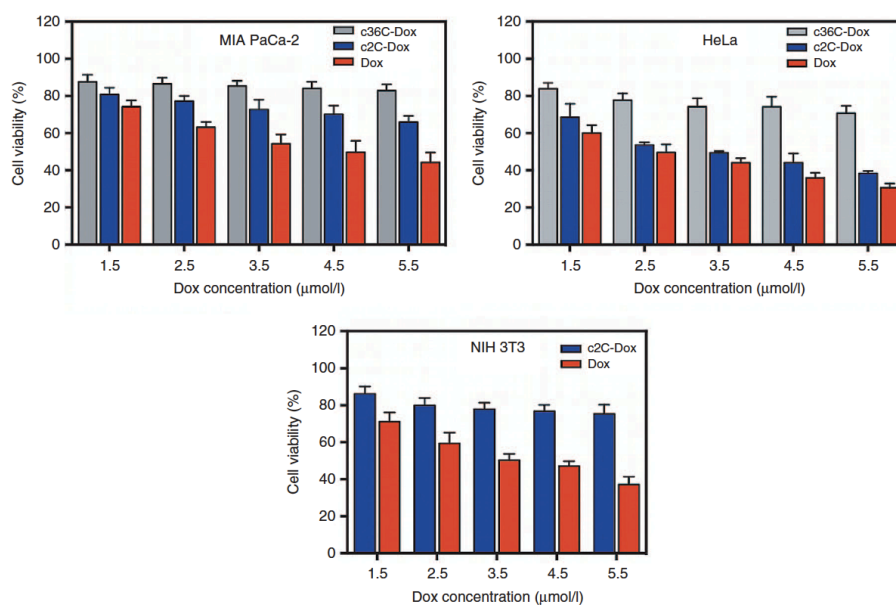 MIA PaCa-2
c36C-Dox
c2C-Dox
Dox
Cell viability (%)
120
100
80
60
40
20
0
1.5 2.5 3.5 4.5 5.5
Dox concentration (μmol/l)
HeLa
c36C-Dox
c2C-Dox
Dox
Cell viability (%)
120
100
80
60
40
20
0
1.5 2.5 3.5 4.5 5.5
Dox concentration (μmol/l)
NIH 3T3
c2C-Dox
Dox
Cell viability (%)
120
100
80
60
40
20
0
1.5 2.5 3.5 4.5 5.5
Dox concentration (μmol/l)